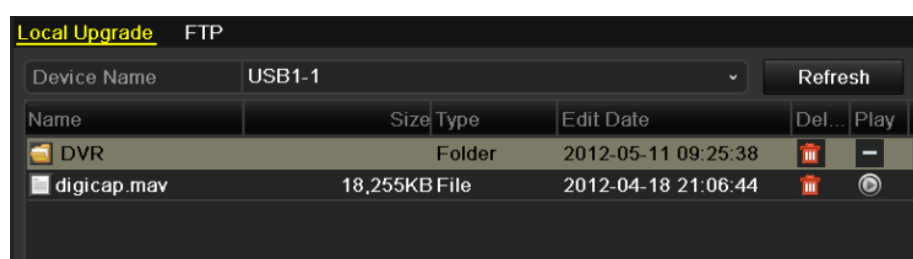 Local Upgrade FTP
Device Name USB1-1 Refresh
Name Size Type Edit Date Del... Play
DVR Folder 2012-05-11 09:25:38
digicap.mav 18,255KB File 2012-04-18 21:06:44